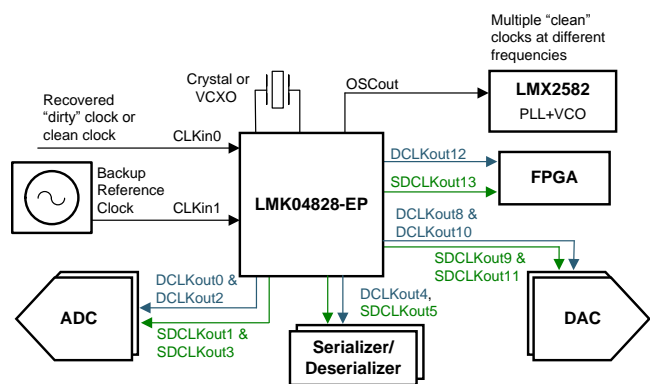 Multiple “clean”
clocks at different
frequencies
Crystal or
VCXO
OSCout
LMX2582
PLL+VCO
Recovered
“dirty” clock or
clean clock
CLKin0
DCLKout12
SDCLKout13
FPGA
Backup
Reference
Clock
CLKin1
LMK04828-EP
DCLKout8 &
DCLKout10
SDCLKout9 &
SDCLKout11
DCLKout0 &
DCLKout2
ADC
SDCLKout1 &
SDCLKout3
DCLKout4,
SDCLKout5
Serializer/
Deserializer
DAC